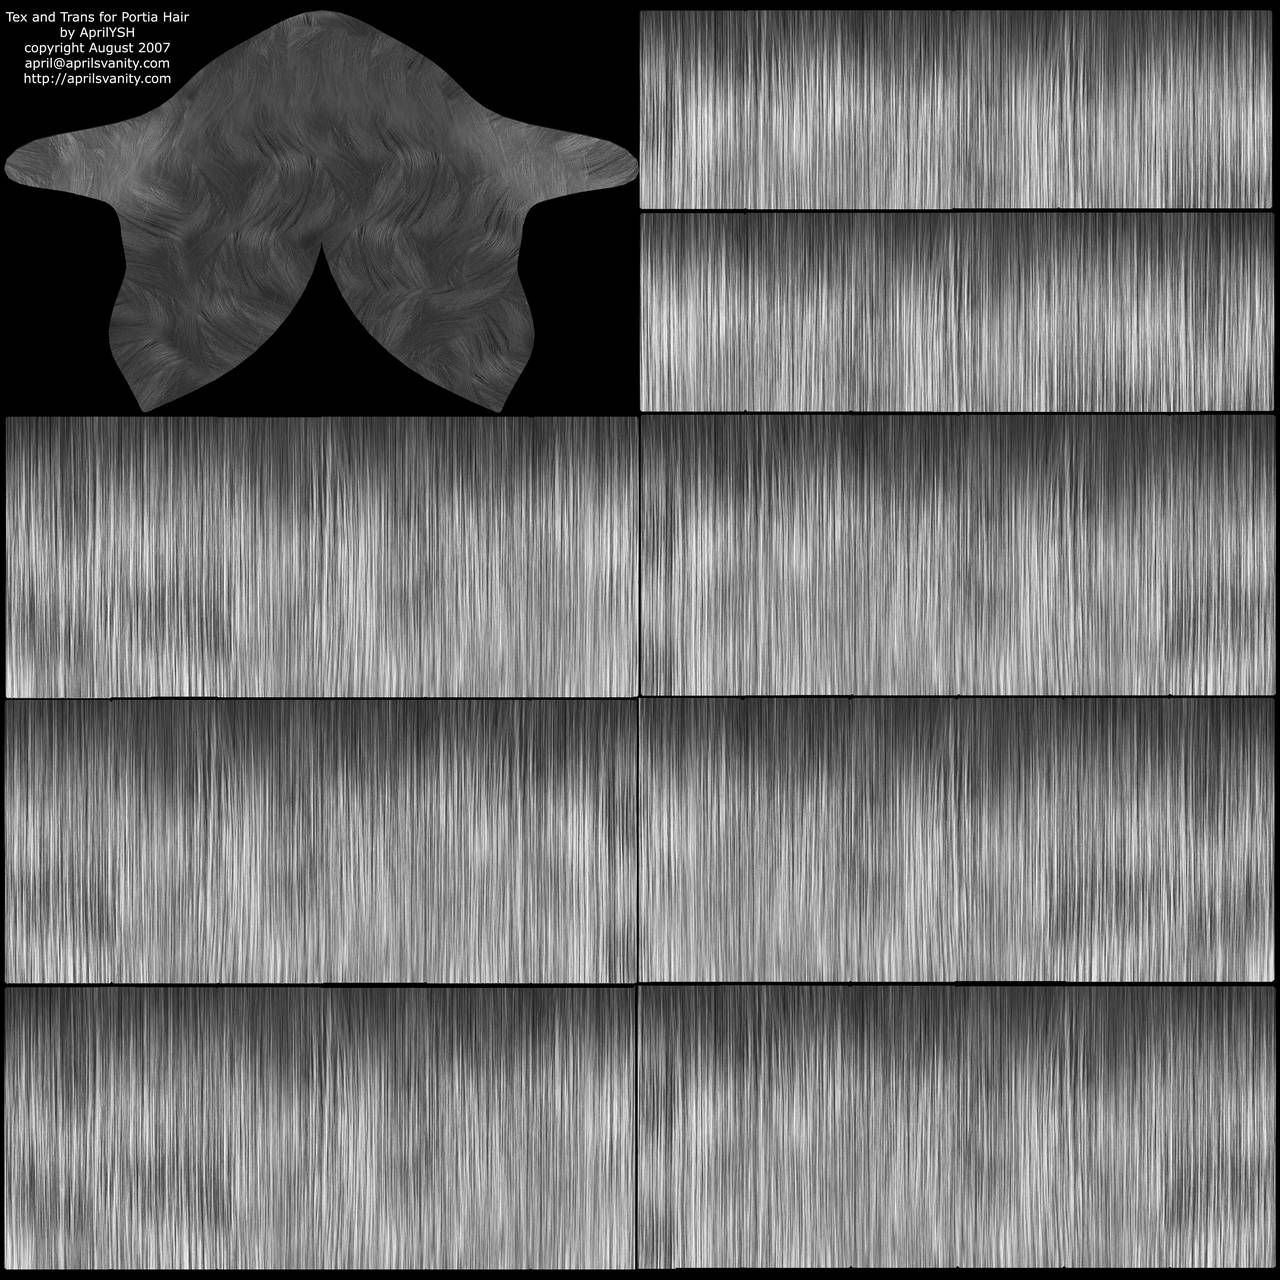 Tex and Trans for Portia Hair
by AprilYSH
copyright August 2007
april@aprilsvanity.com
http://aprilsvanity.com